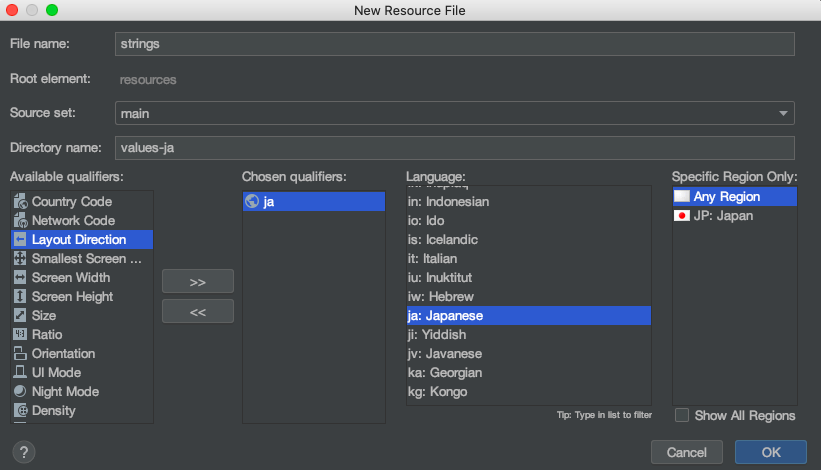 New Resource File
File name:
strings
Root element:
resources
Source set:
main
Directory name:
values-ja
Available qualifiers:
Country Code
Network Code
Layout Direction
Smallest Screen ...
Screen Width
Screen Height
Size
Ratio
Orientation
UI Mode
Night Mode
Density
>>
<<
Chosen qualifiers:
ja
Language:
in: Indonesian
io: Ido
is: Icelandic
it: Italian
iu: Inuktitut
iw: Hebrew
ja: Japanese
ji: Yiddish
jv: Javanese
ka: Georgian
kg: Kongo
Tip: Type in list to filter
Specific Region Only:
Any Region
JP: Japan
Show All Regions
?
Cancel
OK